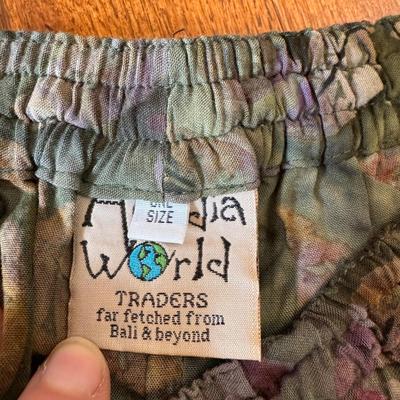 ONE
SIZE
World
TRADERS
far fetched from
Bali & beyond